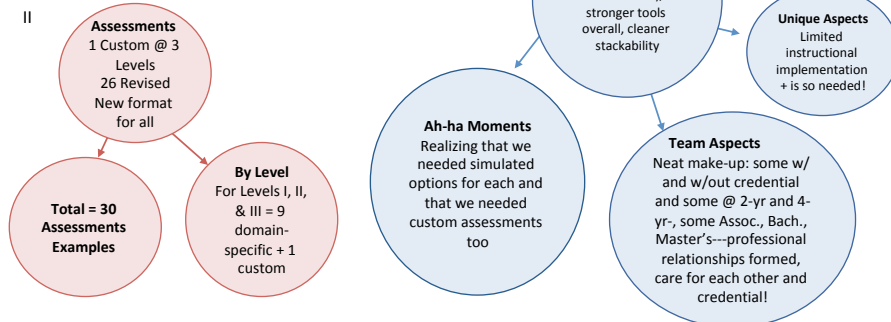 II
Assessments
1 Custom @ 3
Levels
26 Revised
New format
for all
Total = 30
Assessments
Examples
By Level
For Levels I, II,
& III = 9
domain-
specific + 1
custom
stronger tools
overall, cleaner
stackability
Unique Aspects
Limited
instructional
implementation
+ is so needed!
Ah-ha Moments
Realizing that we
needed simulated
options for each and
that we needed
custom assessments
too
Team Aspects
Neat make-up: some w/
and w/out credential
and some @ 2-yr and 4-
yr-, some Assoc., Bach.,
Master's---professional
relationships formed,
care for each other and
credential!